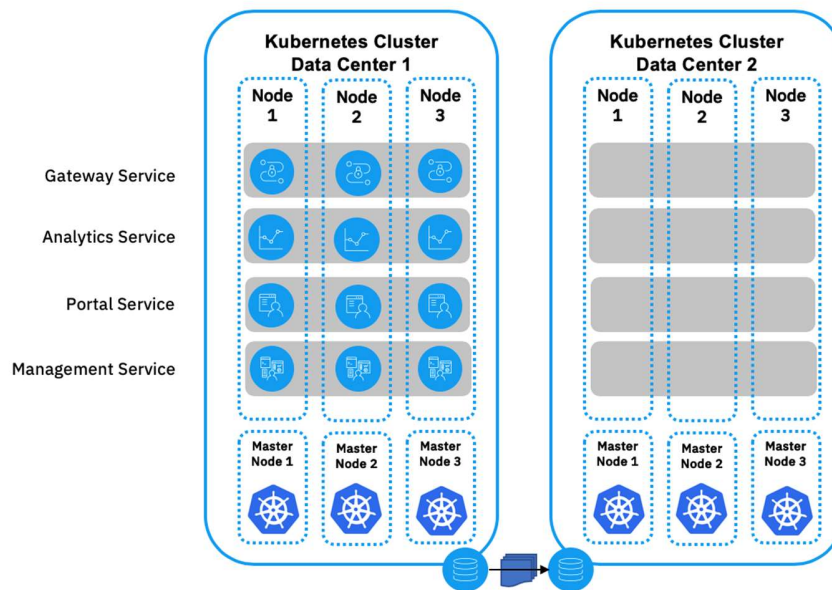 Kubernetes Cluster
Data Center 1
Node
1
Node
2
Node
3
Gateway Service
Analytics Service
Portal Service
Management Service
Master
Node 1
Master
Node 2
Master
Node 3
Kubernetes Cluster
Data Center 2
Node
1
Node
2
Node
3
Master
Node 1
Master
Node 2
Master
Node 3